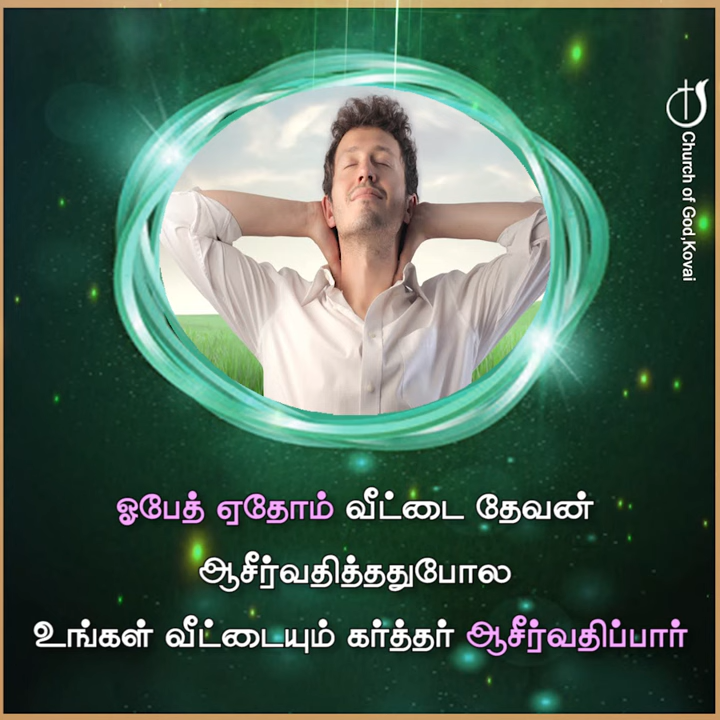 Church of God,Kovai
ஓபேத் ஏதோம் வீட்டை தேவன்
ஆசீர்வதித்ததுபோல
உங்கள் வீட்டையும் கர்த்தர் ஆசீர்வதிப்பார்